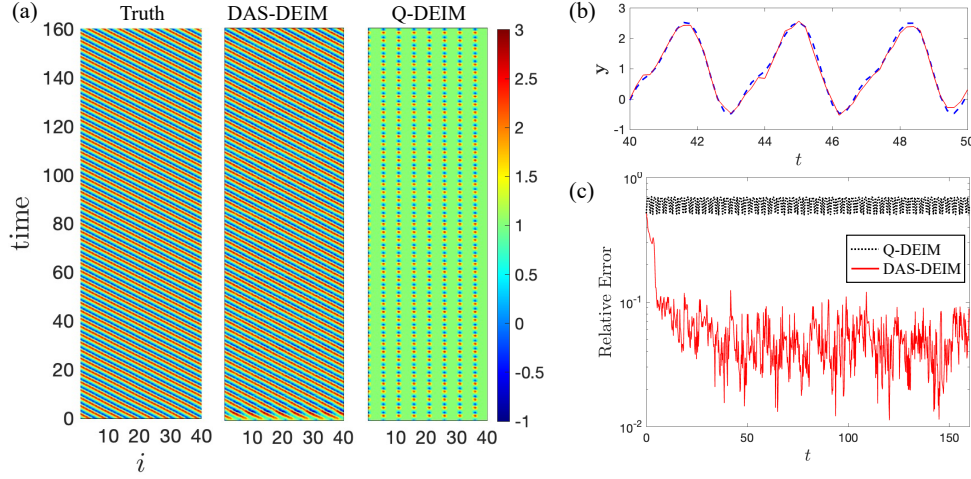 (a)
Truth
DAS-DEIM
Q-DEIM
160
140
120
100
80
60
40
20
0
time
10 20 30 40
10 20 30 40
10 20 30 40
i
3
2.5
2
1.5
1
0.5
0
-0.5
-1
(b)
3
2
1
0
-1
y
40 42 44 46 48 50
t
(c)
10^0
10^-1
10^-2
Relative Error
Q-DEIM
DAS-DEIM
0 50 100 150
t